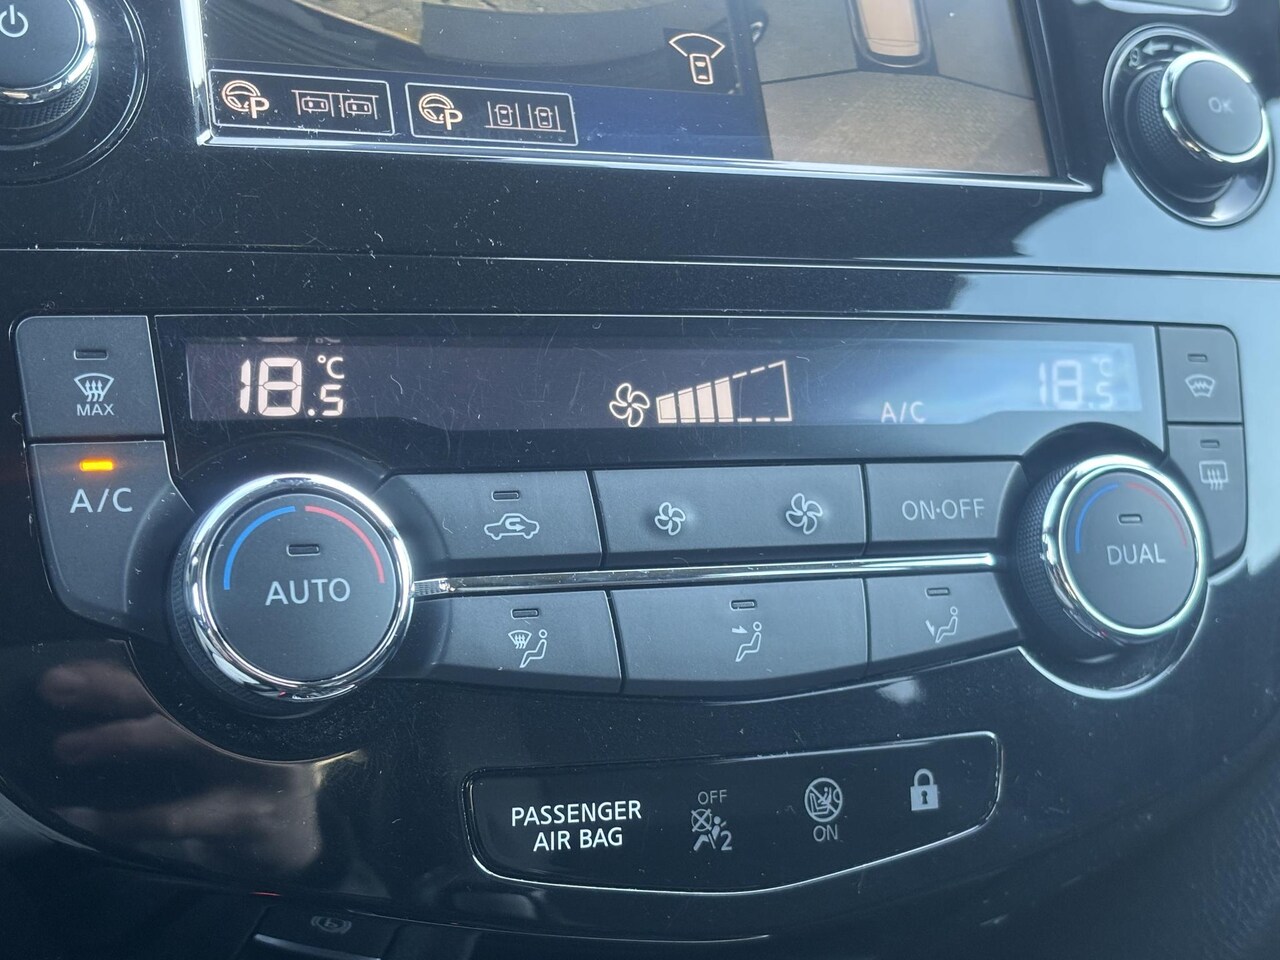 P
P
OK
MAX
18.5 °C
A/C
18.5 °C
A/C
ON·OFF
AUTO
DUAL
PASSENGER
AIR BAG
OFF
2
ON